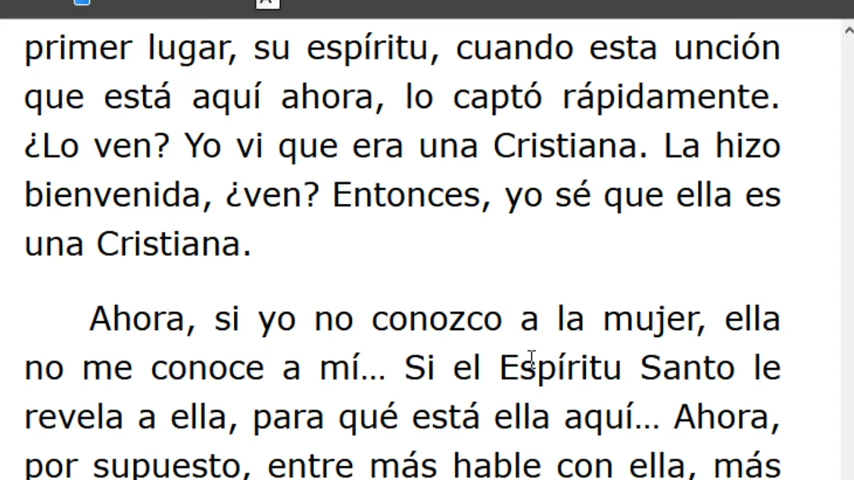 primer lugar, su espíritu, cuando esta unción
que está aquí ahora, lo captó rápidamente.
¿Lo ven? Yo vi que era una Cristiana. La hizo
bienvenida, ¿ven? Entonces, yo sé que ella es
una Cristiana.
Ahora, si yo no conozco a la mujer, ella
no me conoce a mí… Si el Espíritu Santo le
revela a ella, para qué está ella aquí… Ahora,
por supuesto, entre más hable con ella, más